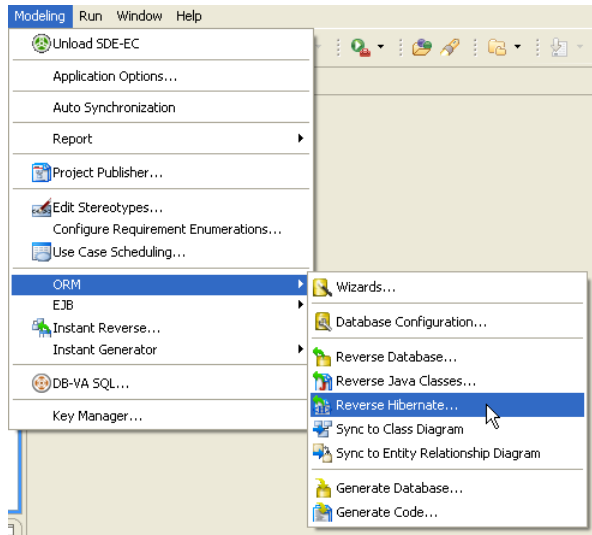 Modeling Run Window Help
Unload SDE-EC
Application Options...
Auto Synchronization
Report
Project Publisher...
Edit Stereotypes...
Configure Requirement Enumerations...
Use Case Scheduling...
ORM
EJB
Instant Reverse...
Instant Generator
DB-VA SQL...
Key Manager...
Wizards...
Database Configuration...
Reverse Database...
Reverse Java Classes...
Reverse Hibernate...
Sync to Class Diagram
Sync to Entity Relationship Diagram
Generate Database...
Generate Code...